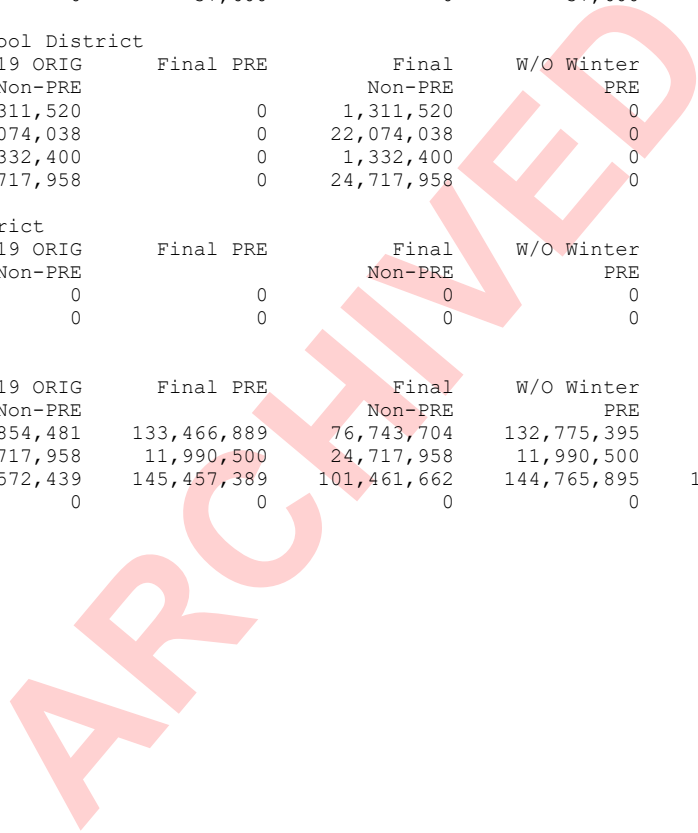 ool District
19 ORIG Final PRE Final W/O Winter
Non-PRE Non-PRE PRE
311,520 0 1,311,520 0
074,038 0 22,074,038 0
332,400 0 1,332,400 0
717,958 0 24,717,958 0
rict
19 ORIG Final PRE Final W/O Winter
Non-PRE Non-PRE PRE
0 0 0 0
0 0 0 0
19 ORIG Final PRE Final W/O Winter
Non-PRE Non-PRE PRE
854,481 133,466,889 76,743,704 132,775,395
717,958 11,990,500 24,717,958 11,990,500
572,439 145,457,389 101,461,662 144,765,895 1
0 0 0 0
ARCHIVED